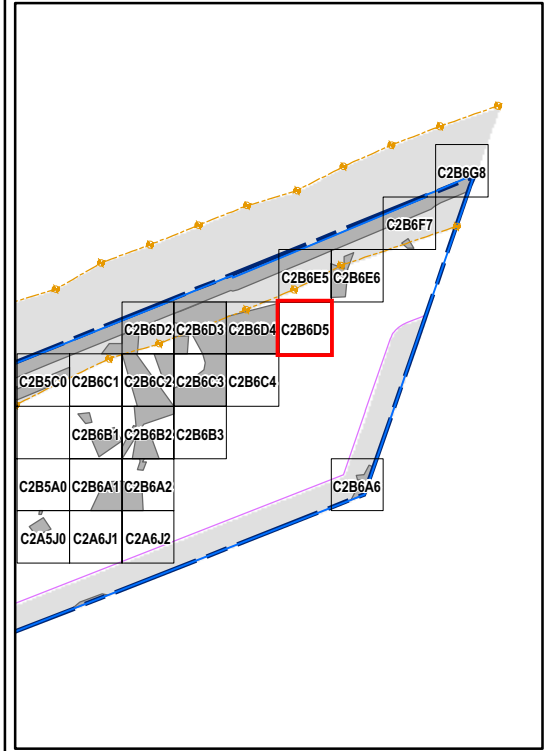 C2B6G8
C2B6F7
C2B6E5 C2B6E6
C2B6D2 C2B6D3 C2B6D4 C2B6D5
C2B5C0 C2B6C1 C2B6C2 C2B6C3 C2B6C4
C2B6B1 C2B6B2 C2B6B3
C2B5A0 C2B6A1 C2B6A2 C2B6A6
C2A5J0 C2A6J1 C2A6J2